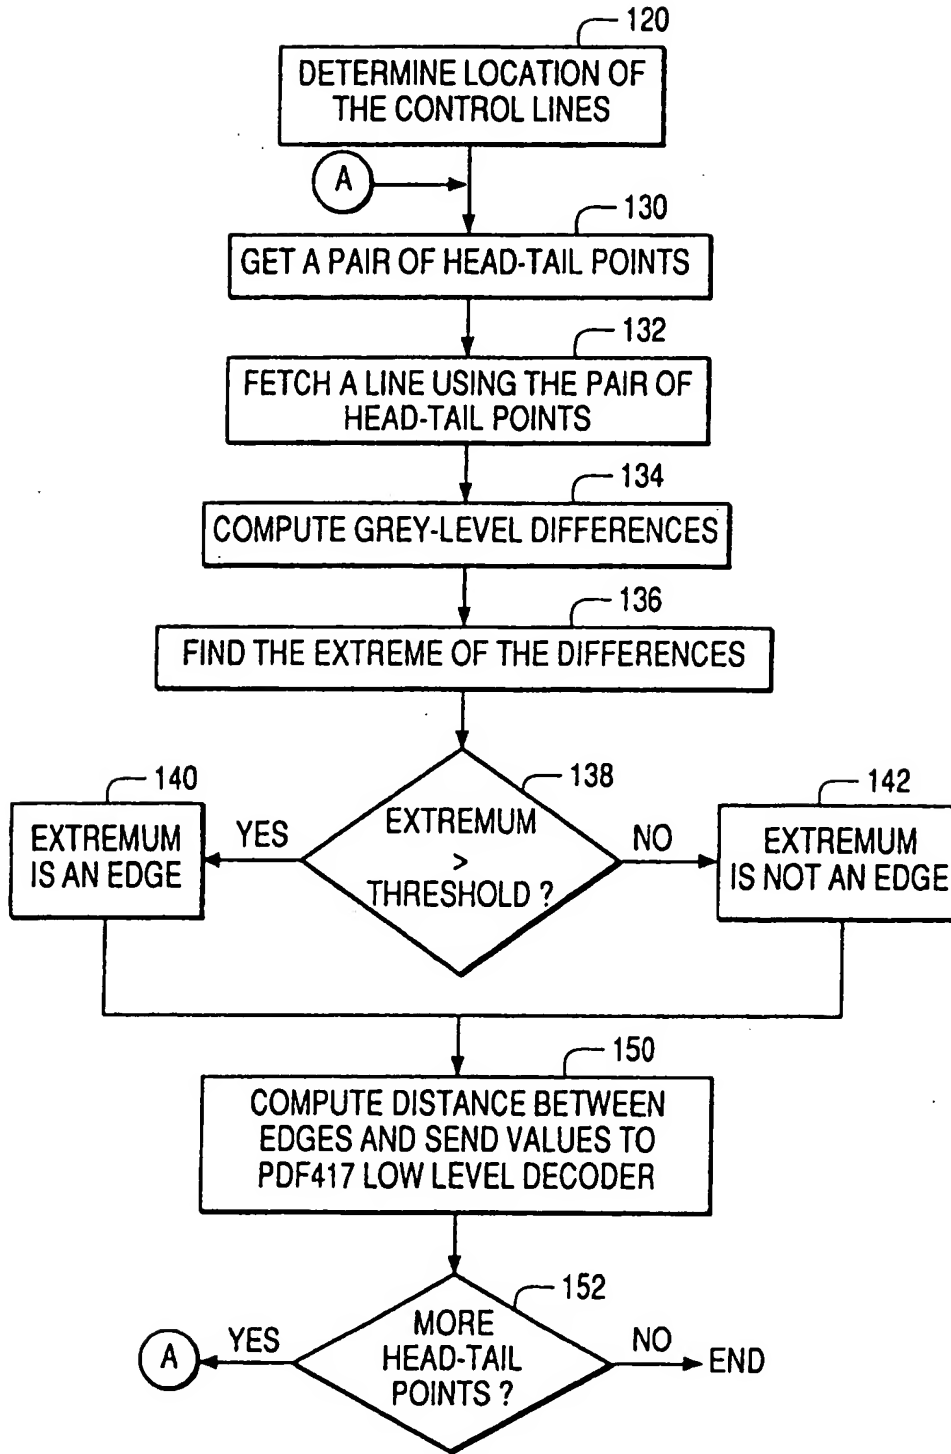 120
DETERMINE LOCATION OF
THE CONTROL LINES
A
130
GET A PAIR OF HEAD-TAIL POINTS
132
FETCH A LINE USING THE PAIR OF
HEAD-TAIL POINTS
134
COMPUTE GREY-LEVEL DIFFERENCES
136
FIND THE EXTREME OF THE DIFFERENCES
138
EXTREMUM
>
THRESHOLD ?
YES
140
EXTREMUM
IS AN EDGE
NO
142
EXTREMUM
IS NOT AN EDGE
150
COMPUTE DISTANCE BETWEEN
EDGES AND SEND VALUES TO
PDF417 LOW LEVEL DECODER
152
MORE
HEAD-TAIL
POINTS ?
YES
A
NO
END